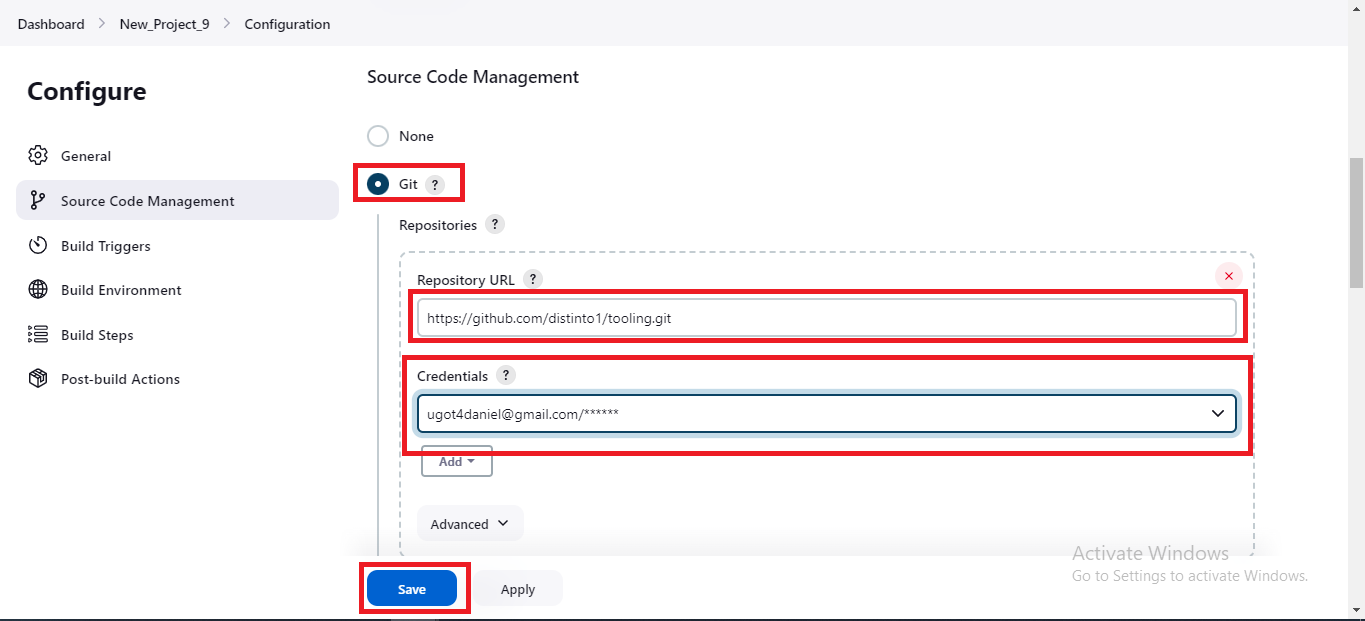 Dashboard > New_Project_9 > Configuration
Configure
General
Source Code Management
Build Triggers
Build Environment
Build Steps
Post-build Actions
Source Code Management
None
Git ?
Repositories ?
Repository URL ?
https://github.com/distinto1/tooling.git
Credentials ?
ugot4daniel@gmail.com/******
Add
Advanced
Save
Apply
Activate Windows
Go to Settings to activate Windows.